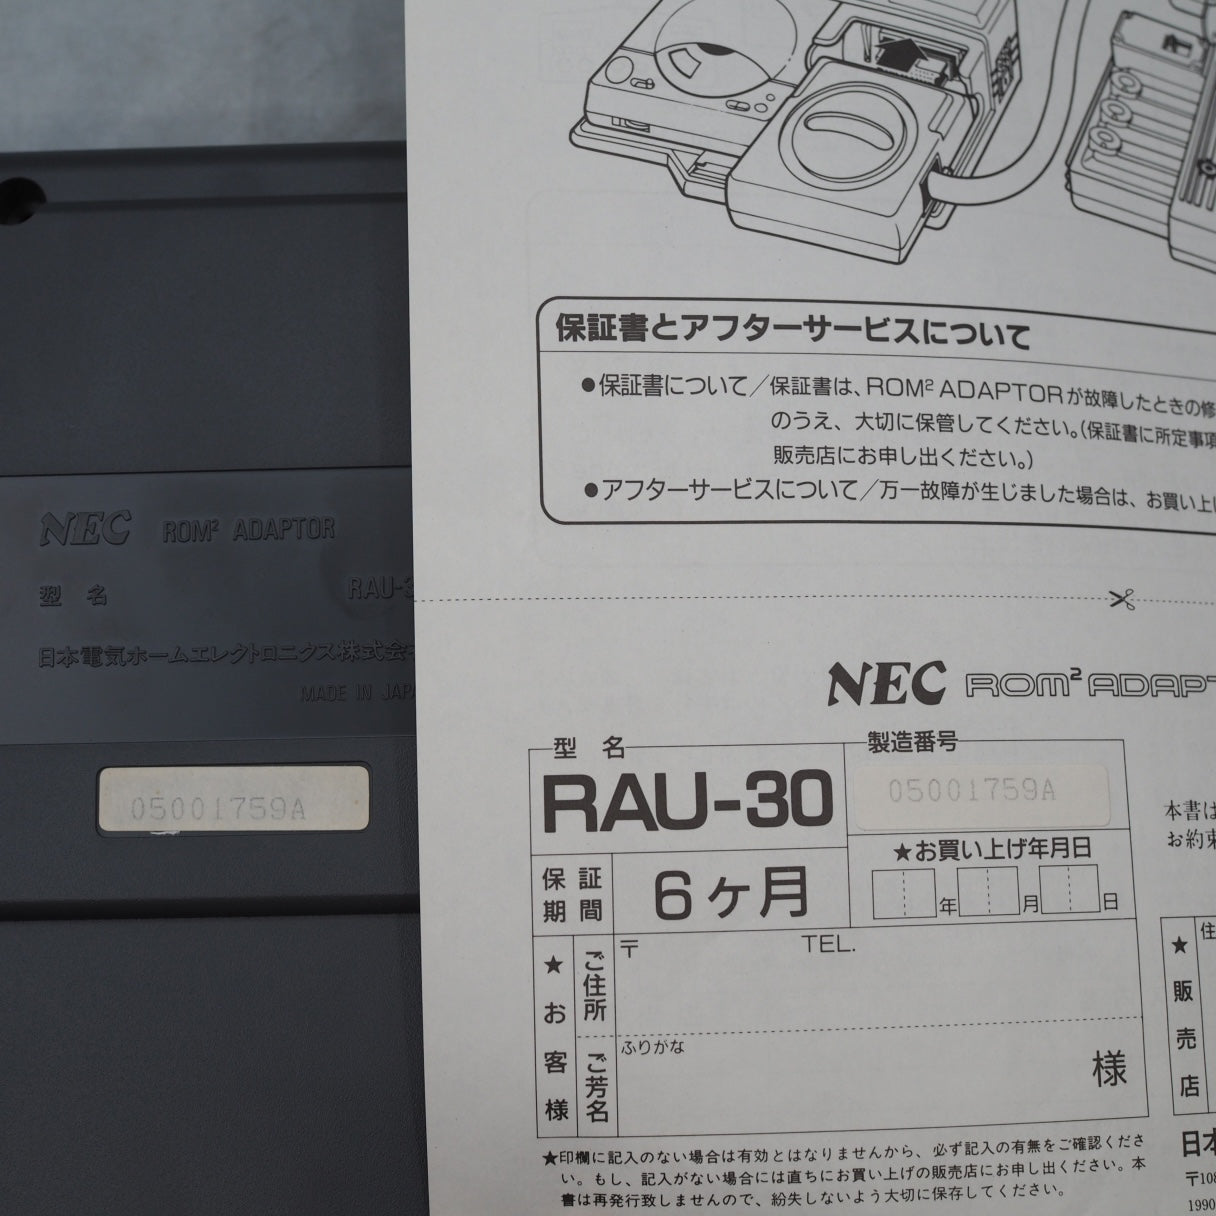 NEC ROM² ADAPTOR
型 名 RAU-3
日本電気ホームエレクトロニクス株式会
MADE IN JAPA
05001759A
保証書とアフターサービスについて
●保証書について／保証書は、ROM² ADAPTORが故障したときの修
のうえ、大切に保管してください。(保証書に所定事項
販売店にお申し出ください。)
●アフターサービスについて／万一故障が生じました場合は、お買い上げ
NEC ROM² ADAPT
型 名
RAU-30
製造番号
05001759A
保証期間
6ヶ月
★お買い上げ年月日
年 月 日
★お客様
ご住所
〒 TEL.
ご芳名
ふりがな
様
★印欄に記入のない場合は有効とはなりませんから、必ず記入の有無をご確認くださ
い。もし、記入がない場合には直ちにお買い上げの販売店にお申し出ください。本
書は再発行致しませんので、紛失しないよう大切に保存してください。
本書は
お約束
★販売店
住
日本
〒108
1990